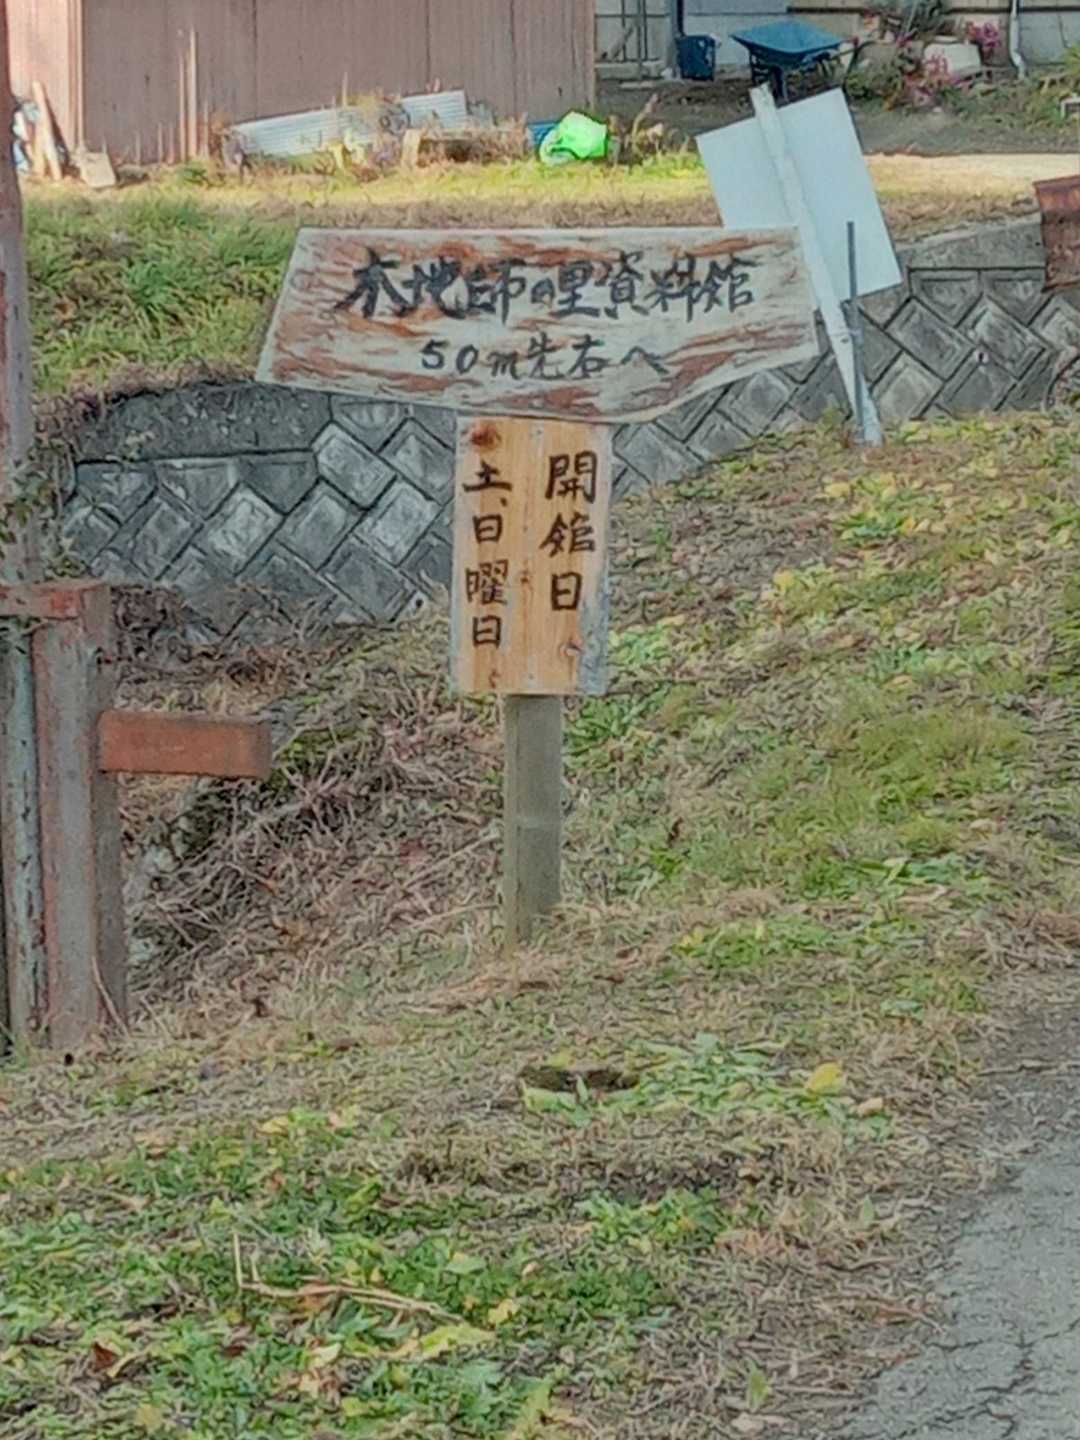 木地師の里資料館
50m先右へ
開館日
土、日曜日